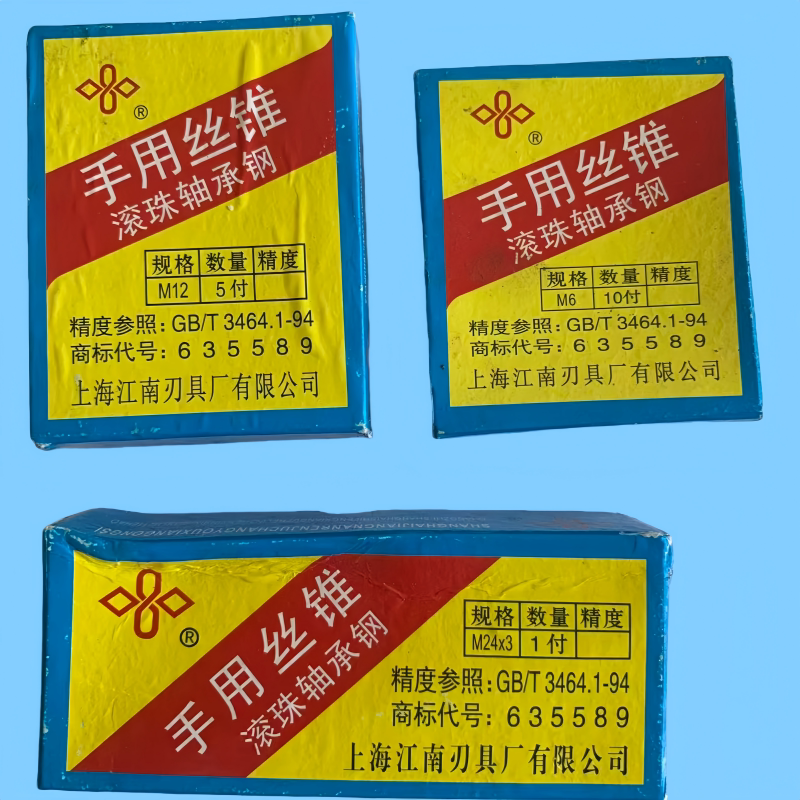 ®
手用丝锥
滚珠轴承钢
规格 数量 精度
M12 5付
精度参照: GB/T 3464.1-94
商标代号: 635589
上海江南刃具厂有限公司
®
手用丝锥
滚珠轴承钢
规格 数量 精度
M6 10付
精度参照: GB/T 3464.1-94
商标代号: 635589
上海江南刃具厂有限公司
SHANGHAIJIANGNANRENJUCHANGYOUXIANGONGSI
®
手用丝锥
滚珠轴承钢
规格 数量 精度
M24x3 1付
精度参照: GB/T 3464.1-94
商标代号: 635589
上海江南刃具厂有限公司